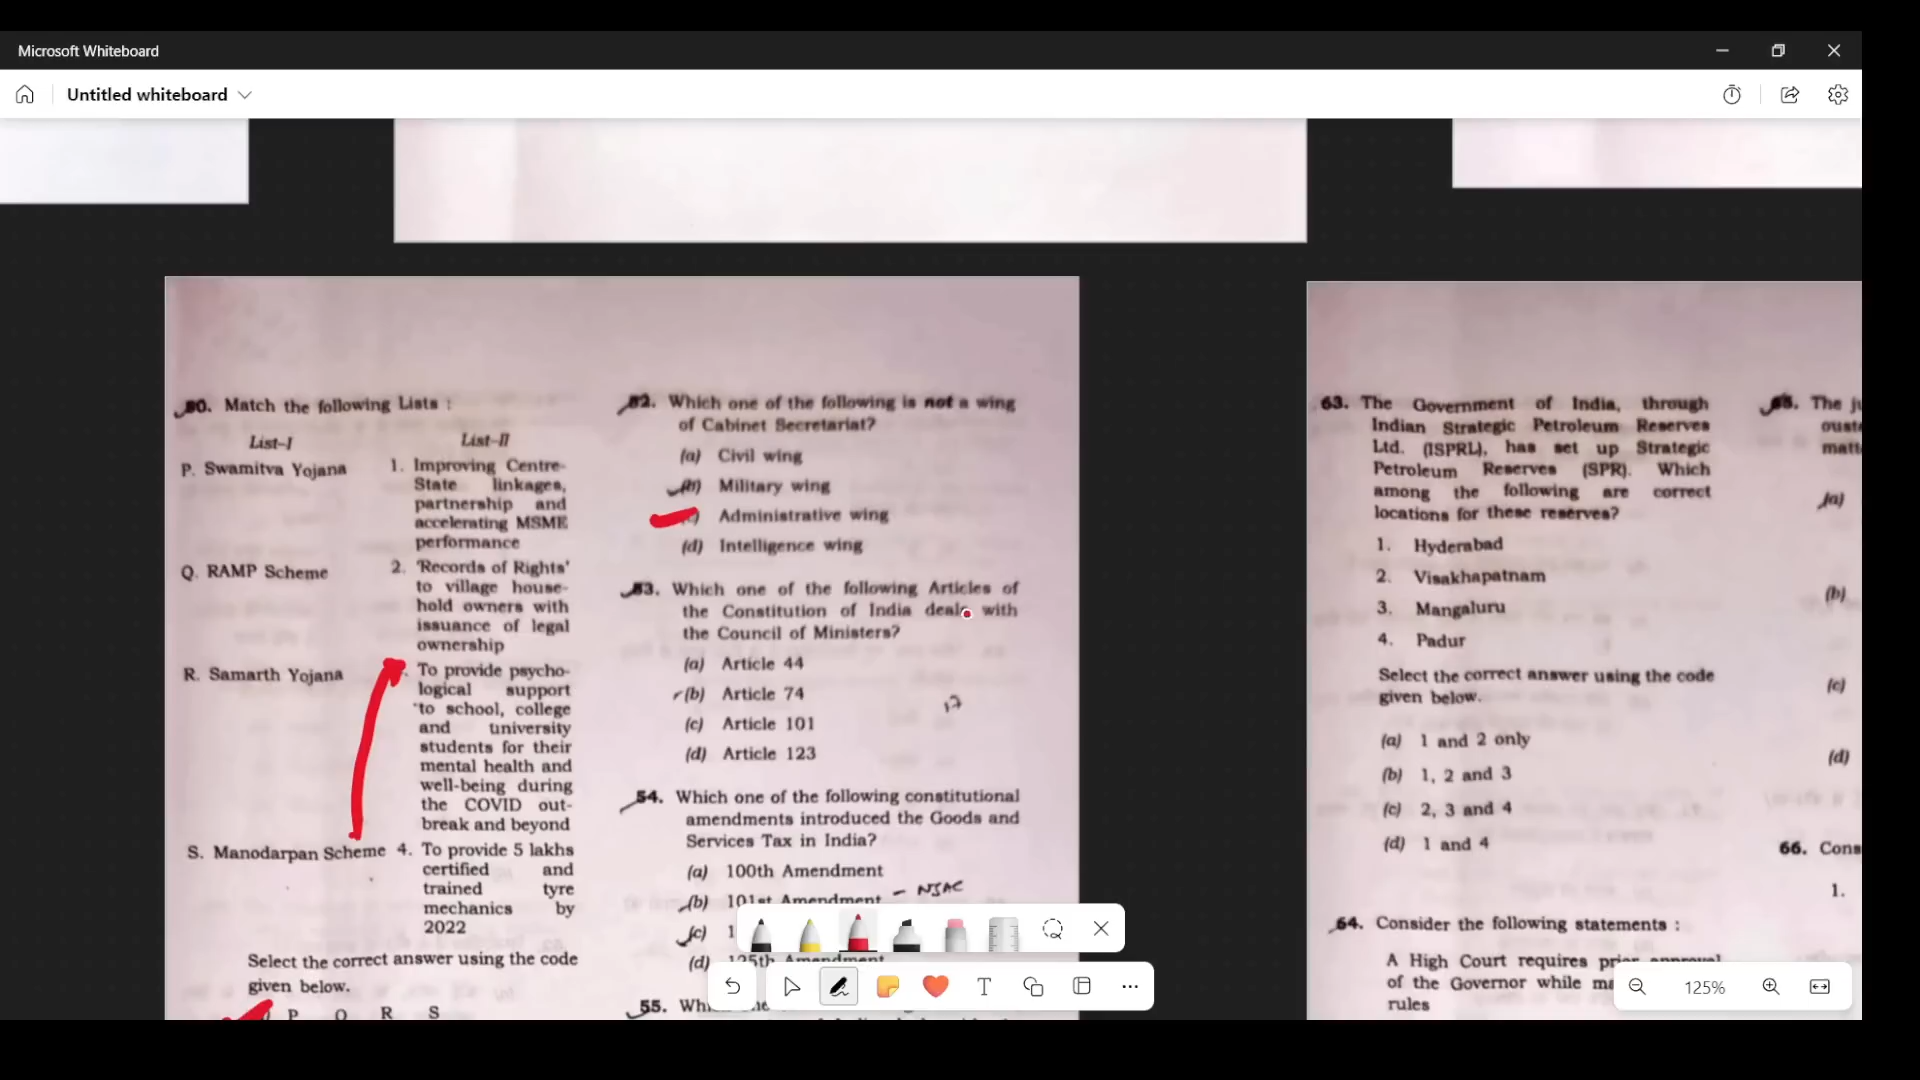 Microsoft Whiteboard
Untitled whiteboard
50. Match the following Lists :
List-I List-II
P. Swamitva Yojana 1. Improving Centre-
State linkages,
partnership and
accelerating MSME
performance
Q. RAMP Scheme 2. 'Records of Rights'
to village house-
hold owners with
issuance of legal
ownership
R. Samarth Yojana To provide psycho-
logical support
to school, college
and university
students for their
mental health and
well-being during
the COVID out-
break and beyond
S. Manodarpan Scheme 4. To provide 5 lakhs
certified and
trained tyre
mechanics by
2022
Select the correct answer using the code
given below.
P Q R S
52. Which one of the following is not a wing
of Cabinet Secretariat?
(a) Civil wing
(b) Military wing
(c) Administrative wing
(d) Intelligence wing
53. Which one of the following Articles of
the Constitution of India deals with
the Council of Ministers?
(a) Article 44
(b) Article 74
(c) Article 101
(d) Article 123
54. Which one of the following constitutional
amendments introduced the Goods and
Services Tax in India?
(a) 100th Amendment
(b) 101st Amendment
(c) 1
(d) 125th Amendment
55.
63. The Government of India, through
Indian Strategic Petroleum Reserves
Ltd. (ISPRL), has set up Strategic
Petroleum Reserves (SPR). Which
among the following are correct
locations for these reserves?
1. Hyderabad
2. Visakhapatnam
3. Mangaluru
4. Padur
Select the correct answer using the code
given below.
(a) 1 and 2 only
(b) 1, 2 and 3
(c) 2, 3 and 4
(d) 1 and 4
64. Consider the following statements :
A High Court requires prior approval
of the Governor while
rules
The
(a)
(b)
(c)
(d)
66.
1.
125%